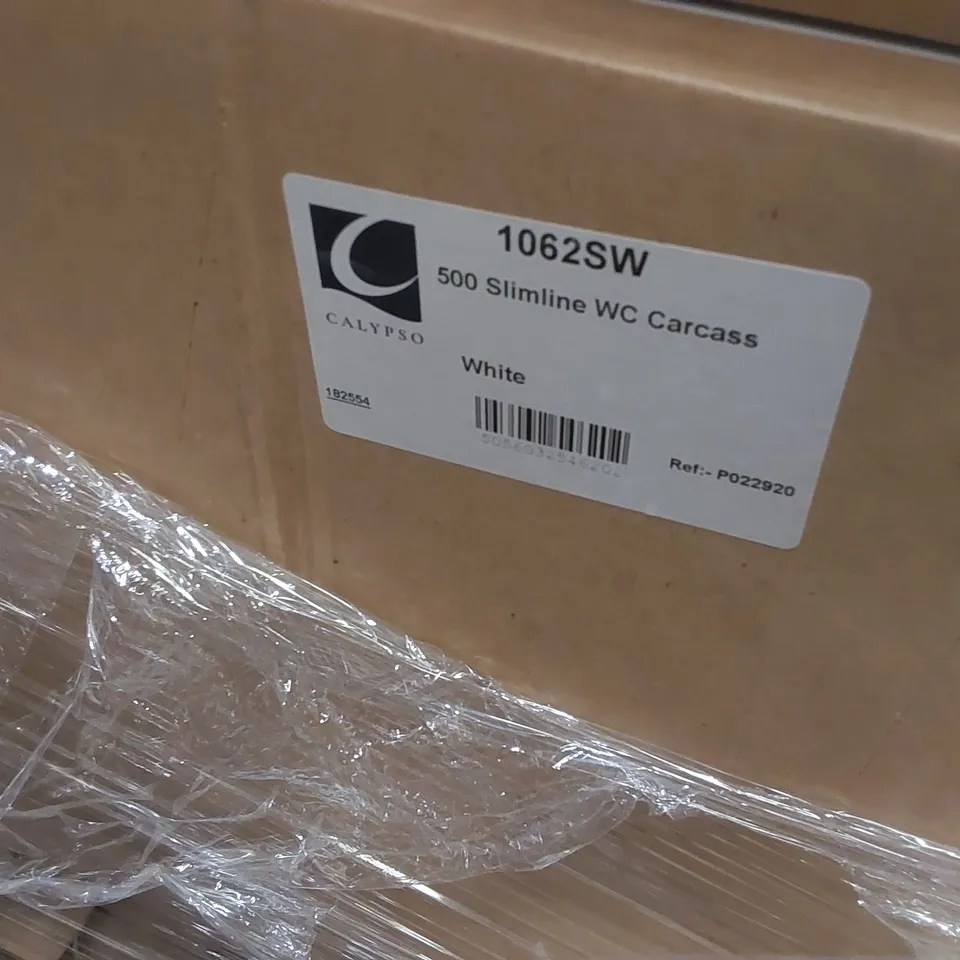 1062SW
500 Slimline WC Carcass
CALYPSO
White
182554
Ref:- P022920